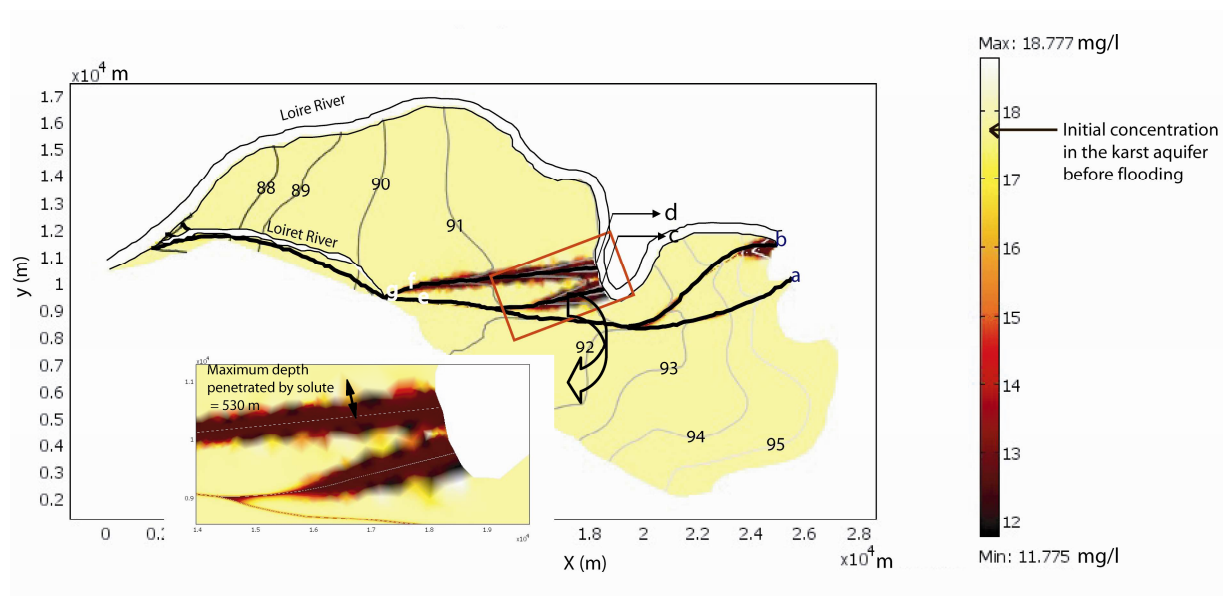 Max: 18.777 mg/l
x10⁴ m
1.7
1.6
1.5
1.4
1.3
1.2
1.1
1
0.9
0.8
0.7
0.6
0.5
0.4
0.3
0.2
y (m)
Loire River
Loiret River
88
89
90
91
92
93
94
95
d
c
b
a
g
f
e
18
17
16
15
14
13
12
Initial concentration
in the karst aquifer
before flooding
Min: 11.775 mg/l
x10⁴
Maximum depth
penetrated by solute
= 530 m
1.1
1
0.9
1.4
1.5
1.6
1.7
1.8
1.9
x10⁴
0
0.2
1.8
2
2.2
2.4
2.6
2.8
x10⁴ m
X (m)